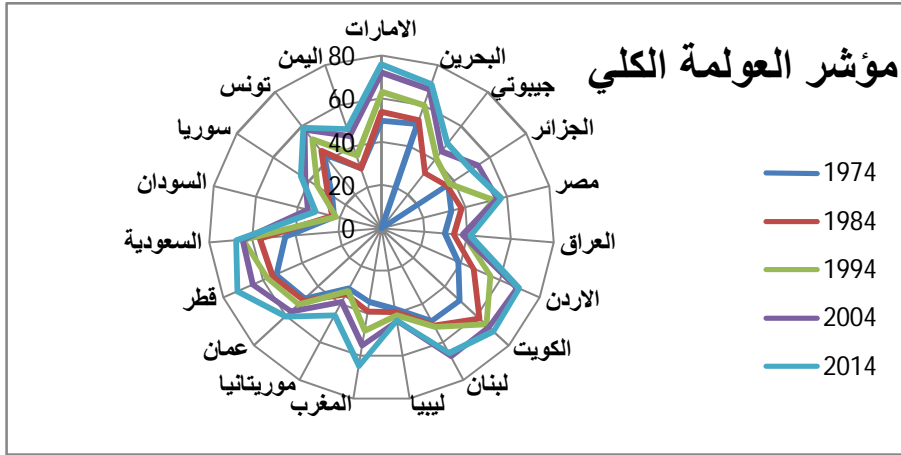 مؤشر العولمة الكلي
الامارات
البحرين
جيبوتي
الجزائر
مصر
العراق
الاردن
الكويت
لبنان
ليبيا
المغرب
موريتانيا
عمان
قطر
السعودية
السودان
سوريا
تونس
اليمن
80
60
40
20
0
1974
1984
1994
2004
2014